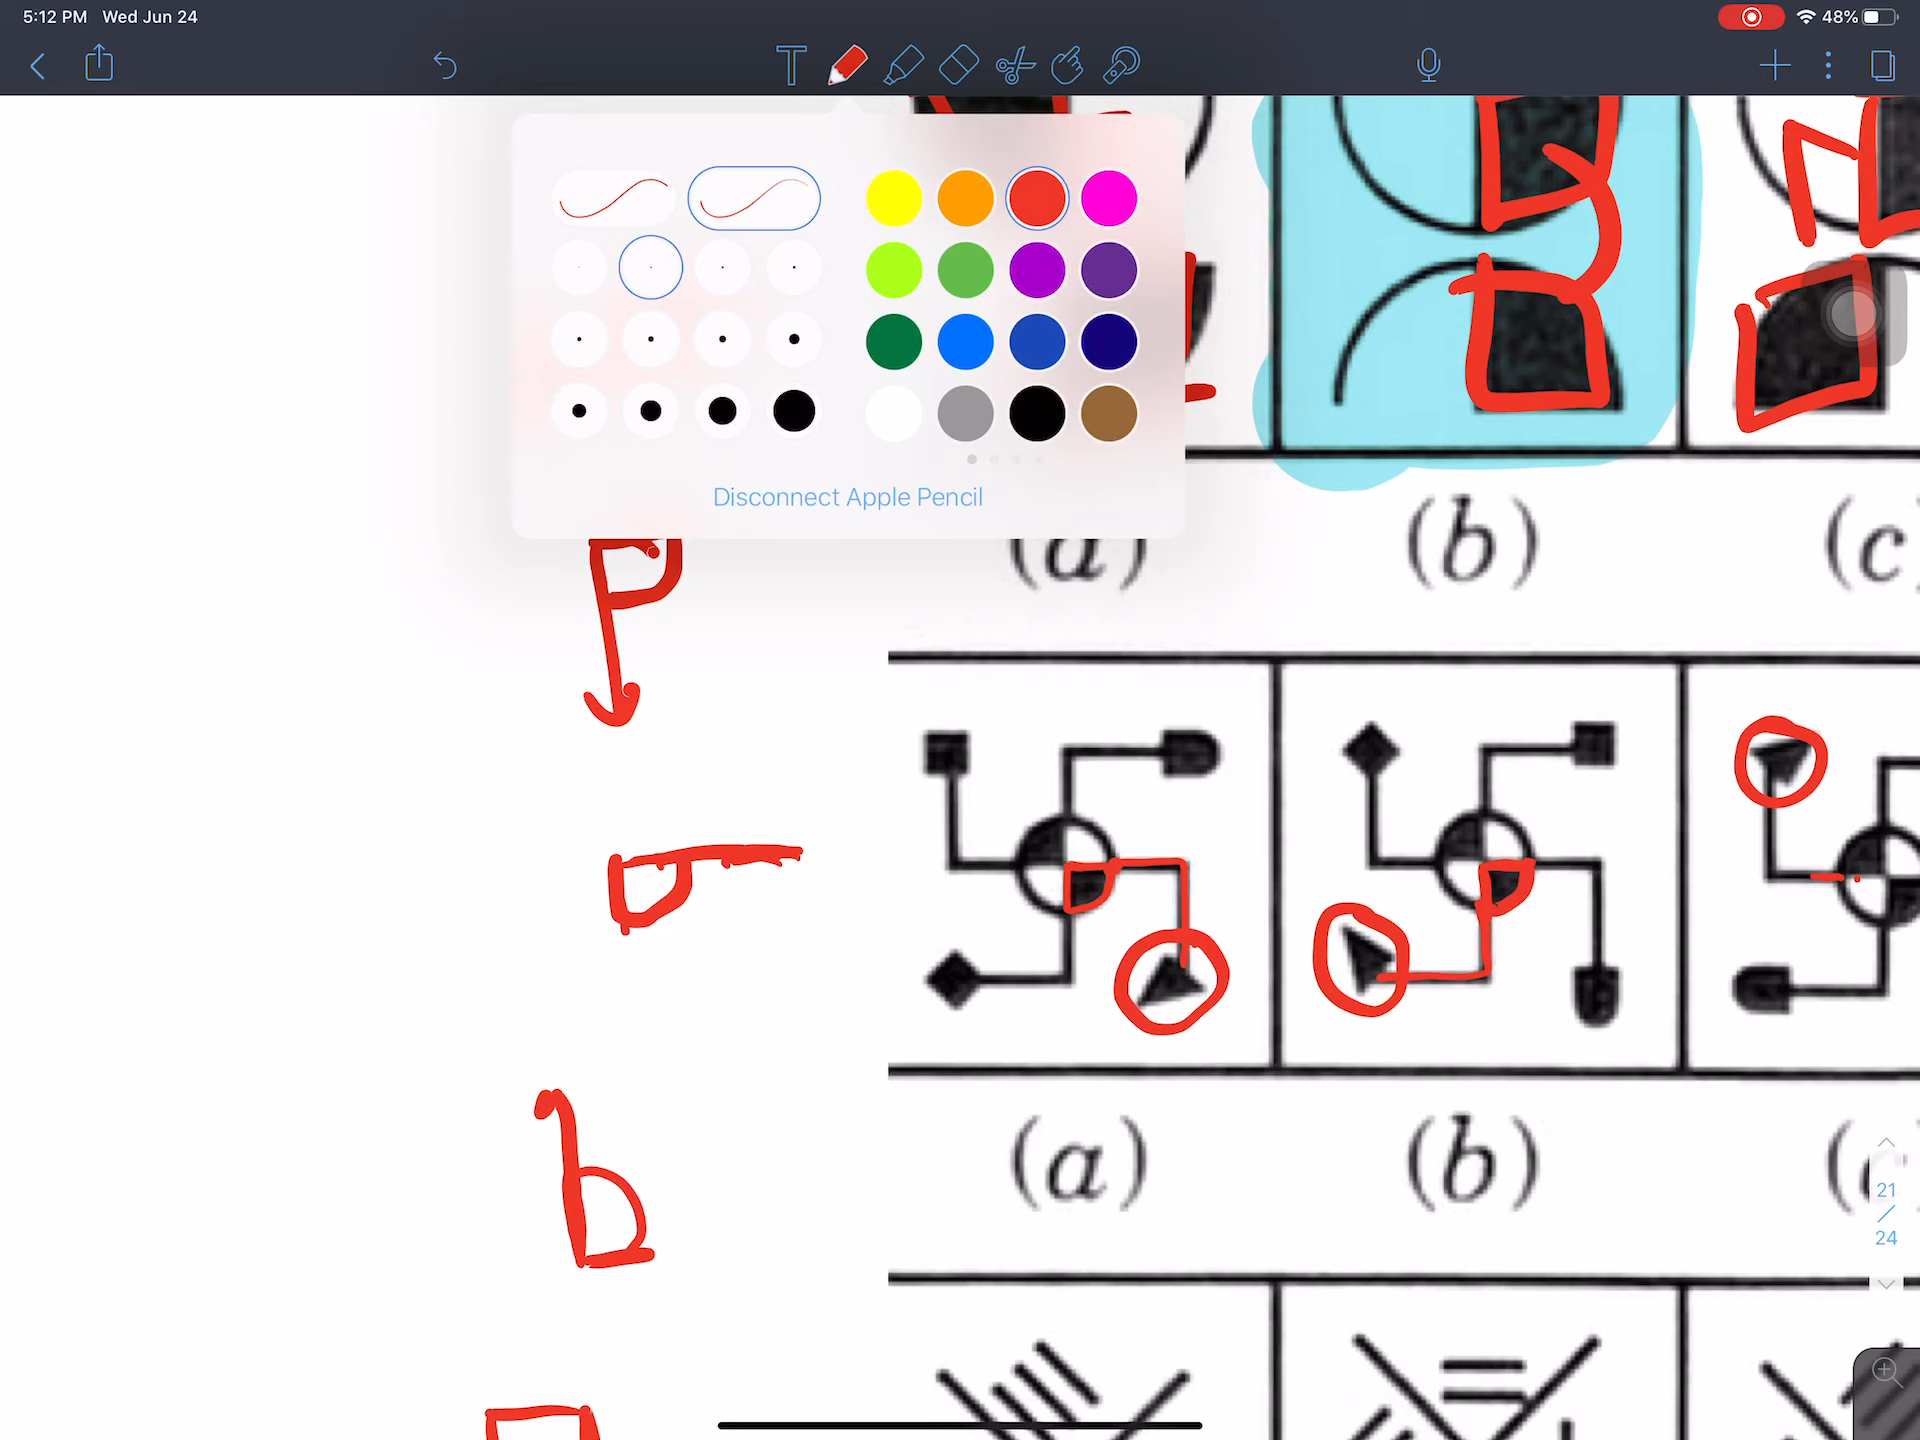 5:12 PM Wed Jun 24
48%
T
Disconnect Apple Pencil
(a) (b) (c
P
b
(a) (b) (
21
/
24